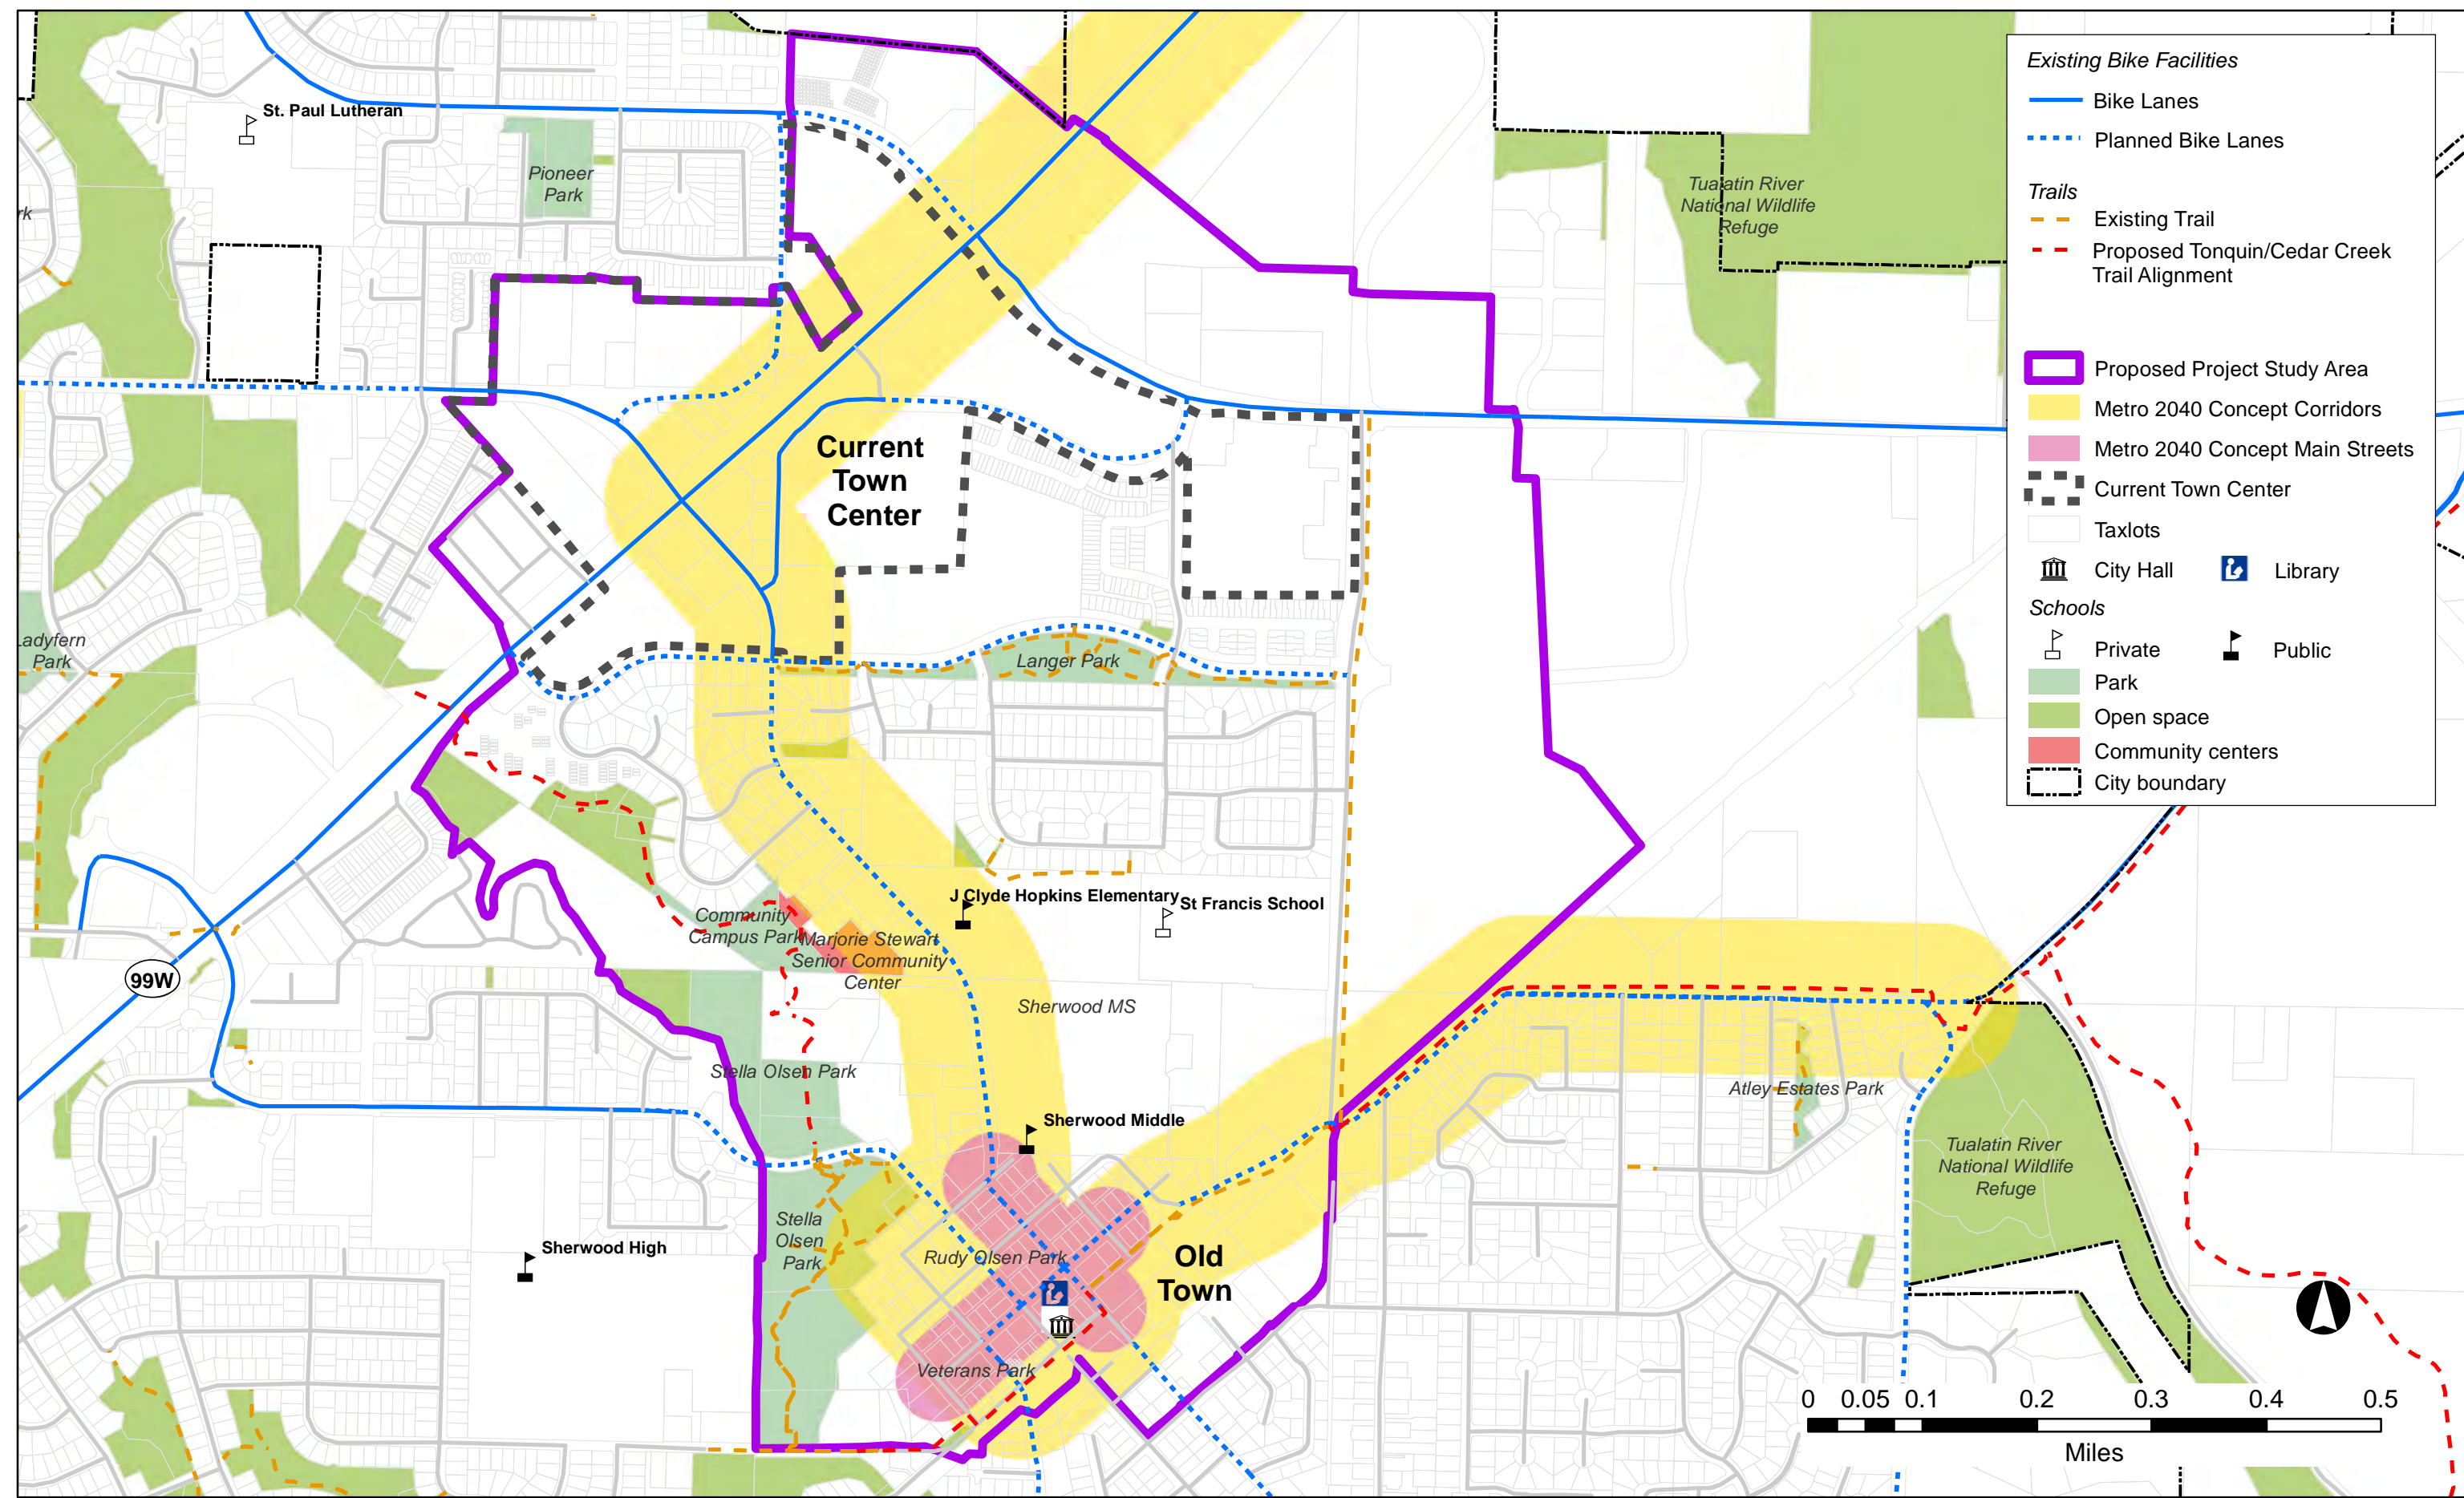 St. Paul Lutheran
Pioneer
Park
rk
Tualatin River
National Wildlife
Refuge
Existing Bike Facilities
Bike Lanes
Planned Bike Lanes
Trails
Existing Trail
Proposed Tonquin/Cedar Creek
Trail Alignment
Proposed Project Study Area
Metro 2040 Concept Corridors
Metro 2040 Concept Main Streets
Current Town Center
Taxlots
City Hall
Library
Schools
Private
Public
Park
Open space
Community centers
City boundary
Current
Town
Center
Ladyfern
Park
Langer Park
J Clyde Hopkins Elementary
St Francis School
Community
Campus Park
Marjorie Stewart
Senior Community
Center
99W
Sherwood MS
Stella Olsen Park
Atley Estates Park
Sherwood Middle
Tualatin River
National Wildlife
Refuge
Stella
Olsen
Park
Sherwood High
Rudy Olsen Park
Old
Town
Veterans Park
0 0.05 0.1 0.2 0.3 0.4 0.5
Miles